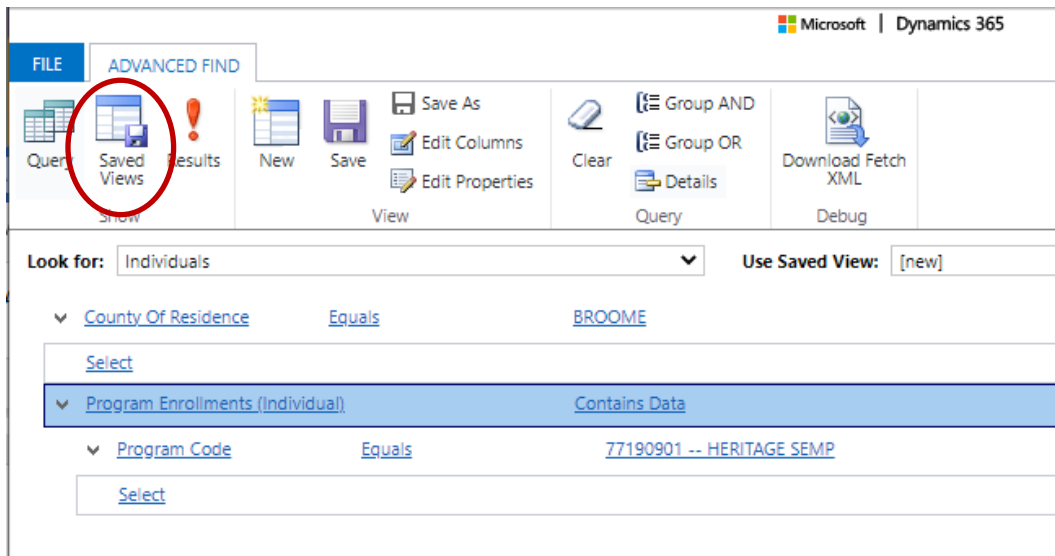 Microsoft | Dynamics 365
FILE ADVANCED FIND
Query Saved Views Results New Save Save As Edit Columns Edit Properties Clear Group AND Group OR Details Download Fetch XML
Show View Query Debug
Look for: Individuals Use Saved View: [new]
County Of Residence Equals BROOME
Select
Program Enrollments (Individual) Contains Data
Program Code Equals 77190901 -- HERITAGE SEMP
Select